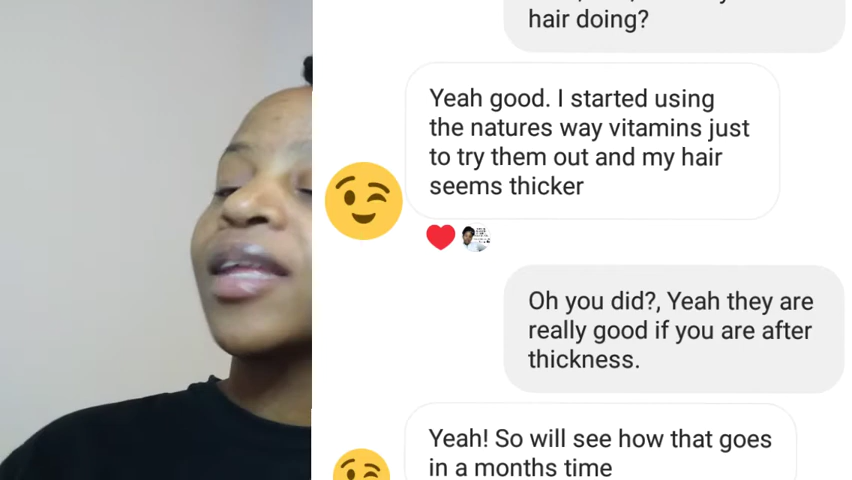 hair doing?
Yeah good. I started using
the natures way vitamins just
to try them out and my hair
seems thicker
Oh you did?, Yeah they are
really good if you are after
thickness.
Yeah! So will see how that goes
in a months time